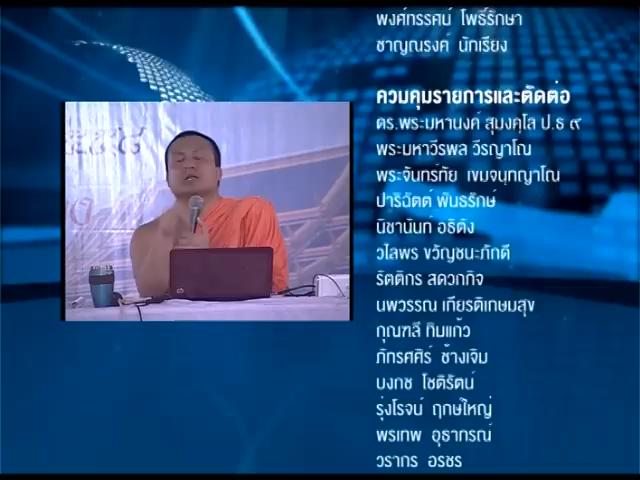 พงศ์ทรรศน์ โพธิ์รักษา
ชาญณรงค์ นักเรียง
ควบคุมรายการและตัดต่อ
ดร.พระมหานงค์ สุมงฺคโล ป.ธ ๙
พระมหาวีรพล วีรญาโณ
พระจันทร์ทัย เขมจนฺทญาโณ
ปาริฉัตต์ พันธรักษ์
นิชานันท์ อธิตัง
วไลพร ขวัญชนะภักดี
รัตติกร สดวกกิจ
นพวรรณ เกียรติเกษมสุข
กุณฑลี ทิมแก้ว
ภัทรศศิร์ ช้างเจิม
บงกช โชติรัตน์
รุ่งโรจน์ ฤกษ์ใหญ่
พรเทพ อุธาทรณ์
วรากร อรชร